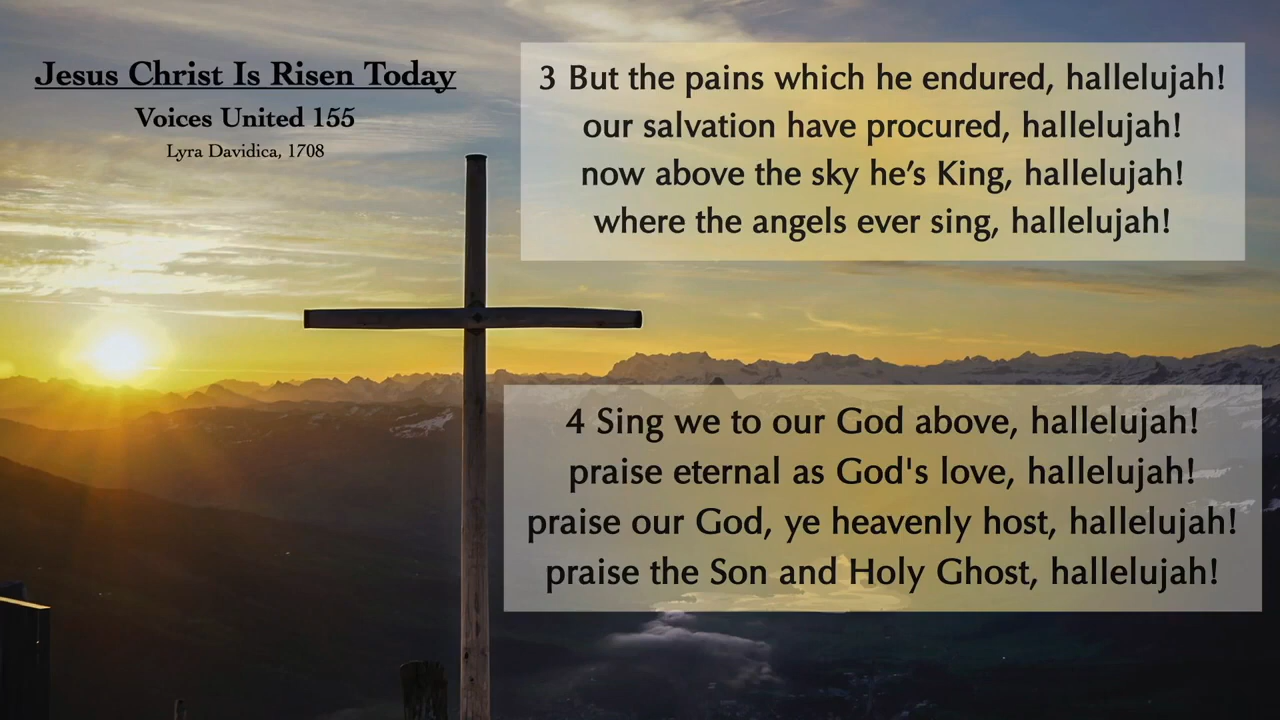 Jesus Christ Is Risen Today
Voices United 155
Lyra Davidica, 1708
3 But the pains which he endured, hallelujah!
our salvation have procured, hallelujah!
now above the sky he’s King, hallelujah!
where the angels ever sing, hallelujah!
4 Sing we to our God above, hallelujah!
praise eternal as God's love, hallelujah!
praise our God, ye heavenly host, hallelujah!
praise the Son and Holy Ghost, hallelujah!